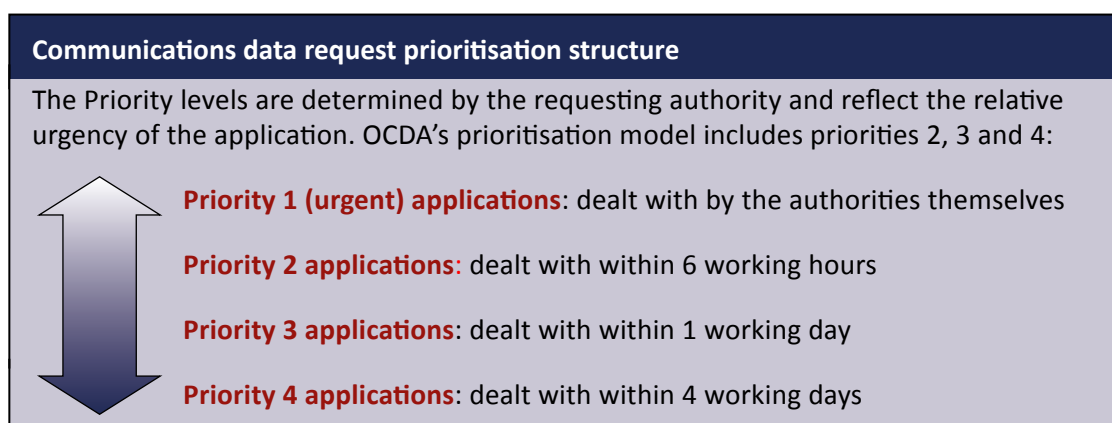 Communications data request prioritisation structure
The Priority levels are determined by the requesting authority and reflect the relative
urgency of the application. OCDA’s prioritisation model includes priorities 2, 3 and 4:
Priority 1 (urgent) applications: dealt with by the authorities themselves
Priority 2 applications: dealt with within 6 working hours
Priority 3 applications: dealt with within 1 working day
Priority 4 applications: dealt with within 4 working days